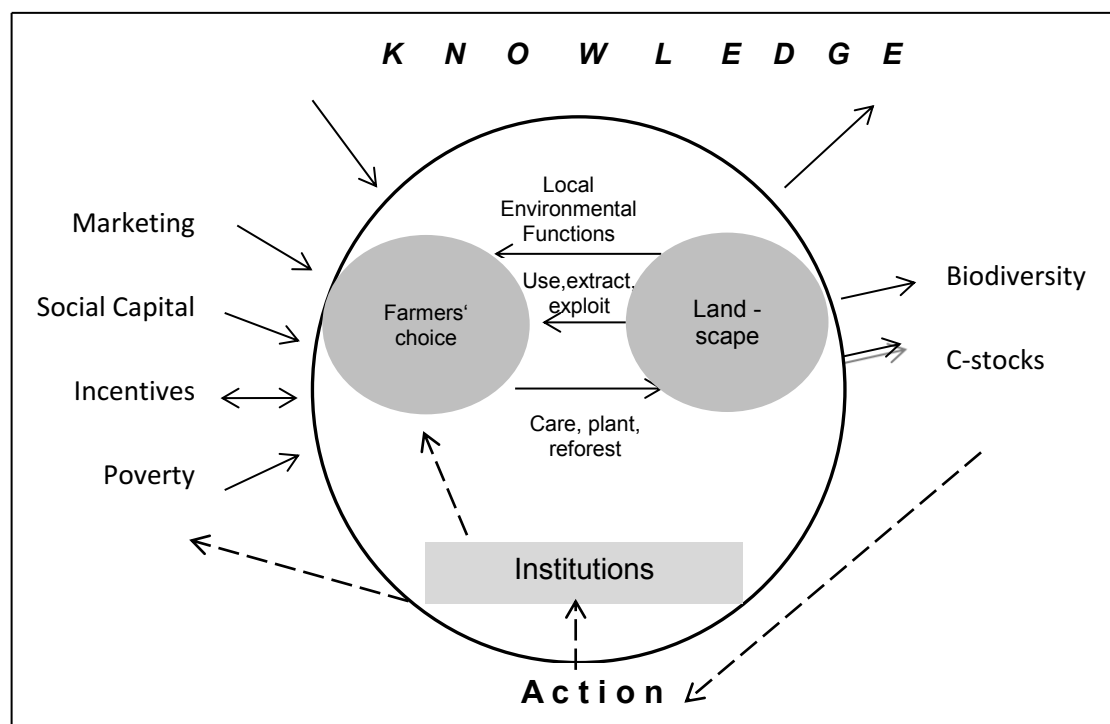 K N O W L E D G E
Local
Environmental
Functions
Marketing
Use,extract,
exploit
Biodiversity
Social Capital
Farmers‘
choice
Land -
scape
C-stocks
Incentives
Care, plant,
reforest
Poverty
Institutions
Action